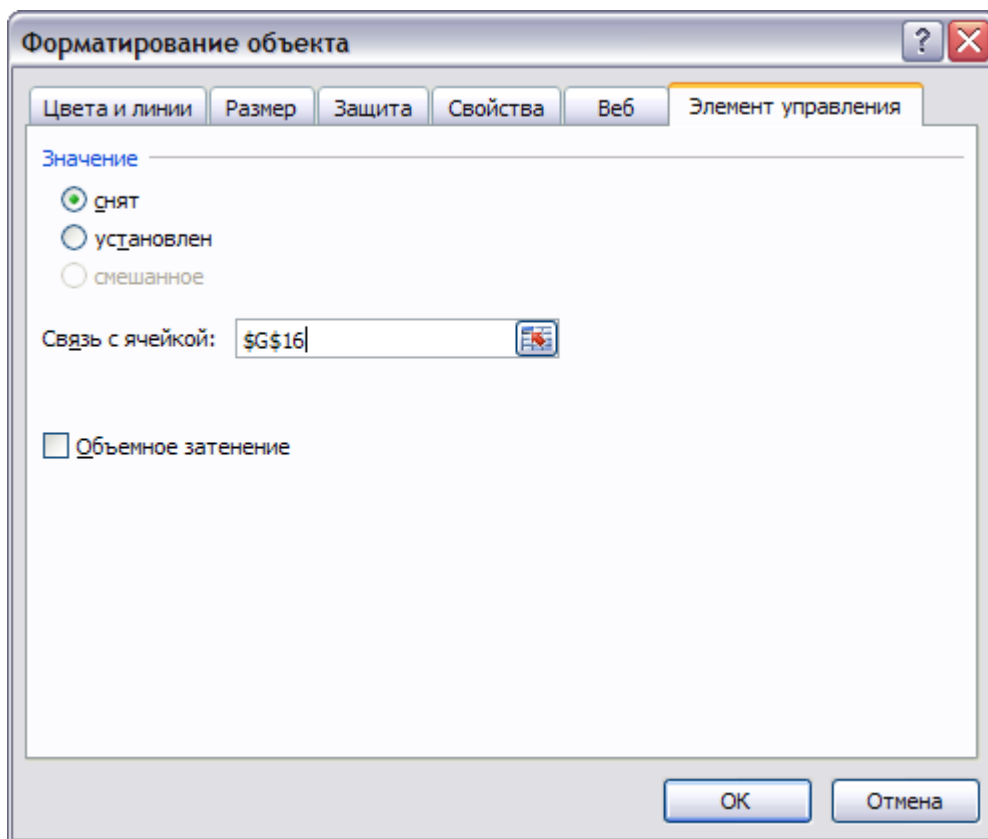 Форматирование объекта
Цвета и линии Размер Защита Свойства Веб Элемент управления
Значение
снят
установлен
смешанное
Связь с ячейкой: $G$16
Объемное затенение
ОК Отмена